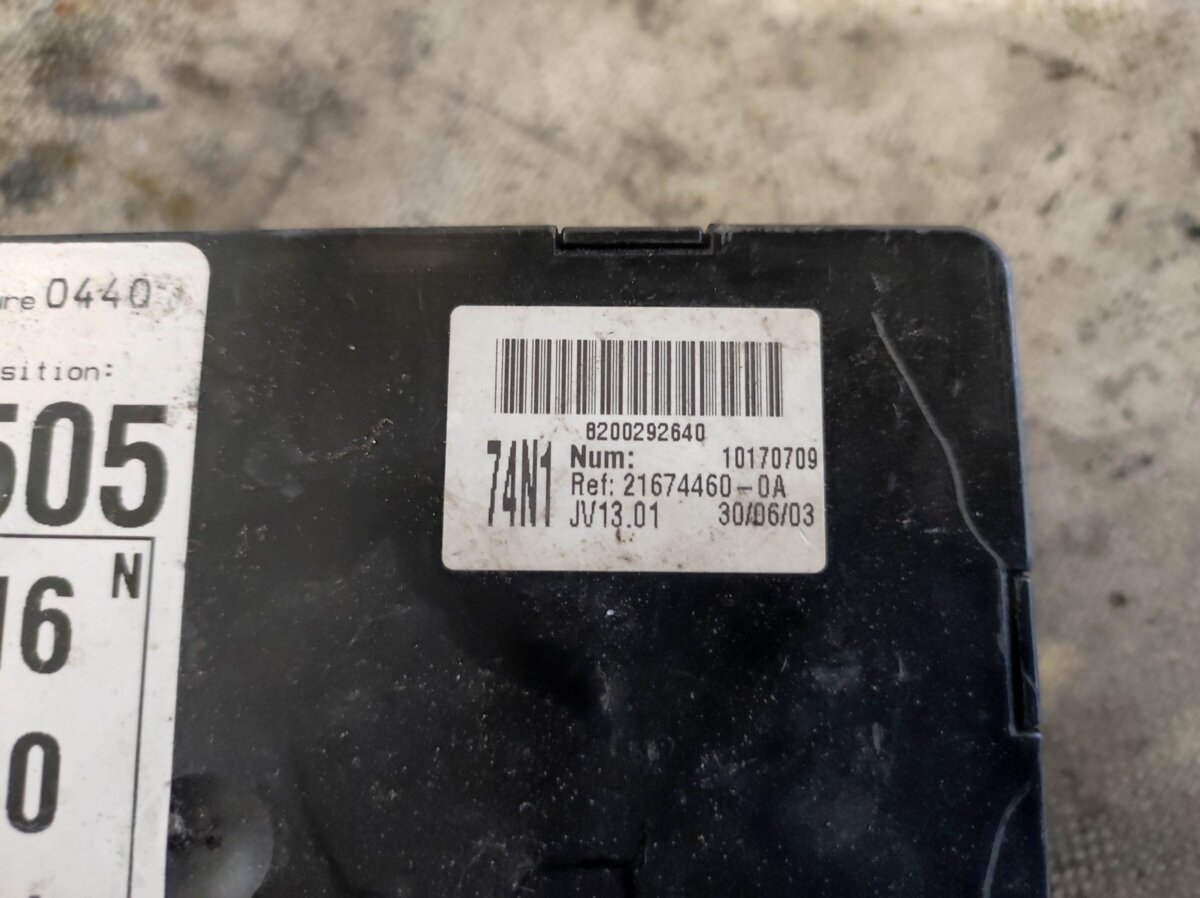 0440
sition:
505
16 N
0
8200292640
74N1
Num: 10170709
Ref: 21674460-0A
JV13.01 30/06/03